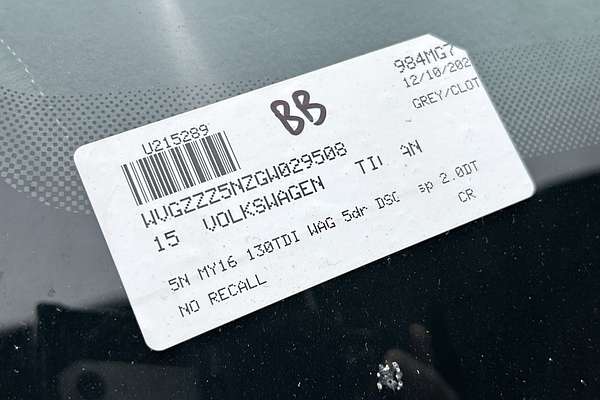 U215289
BB
984MG7
12/10/202
GREY/CLOT
WVGZZZ5NZGW029508
15 VOLKSWAGEN TI AN
5N MY16 130TDI WAG 5dr DSG sp 2.0DT
CR
NO RECALL